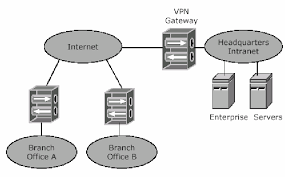 VPN
Gateway
Internet
Headquarters
Intranet
Enterprise Servers
Branch
Office A
Branch
Office B